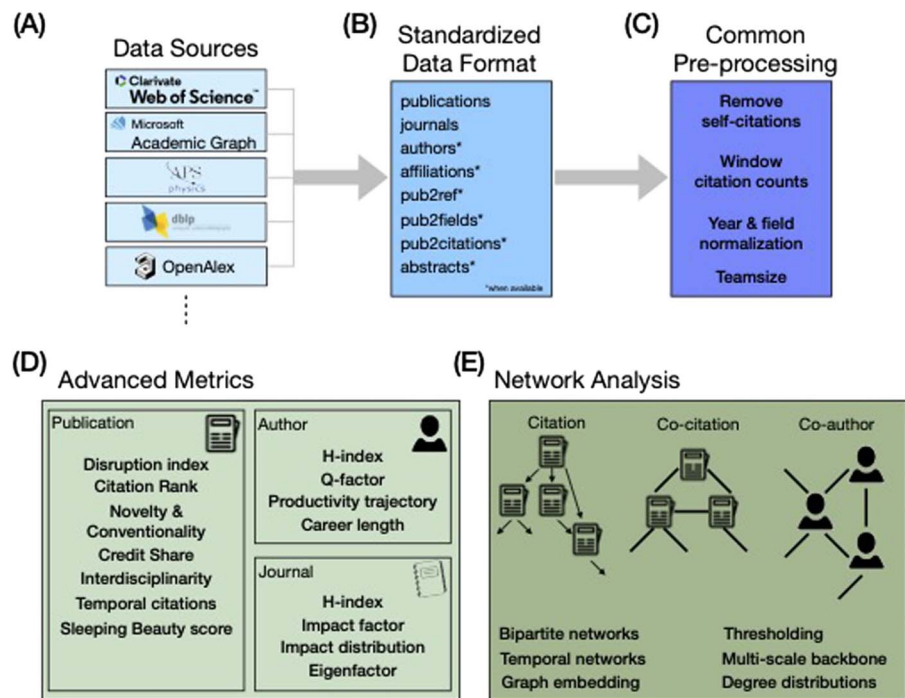 (A)
Data Sources
Clarivate
Web of Science™
Microsoft
Academic Graph
APS
physics
dblp
OpenAlex
(B)
Standardized
Data Format
publications
journals
authors*
affiliations*
pub2ref*
pub2fields*
pub2citations*
abstracts*
*when available
(C)
Common
Pre-processing
Remove
self-citations
Window
citation counts
Year & field
normalization
Teamsize
(D)
Advanced Metrics
Publication
Disruption index
Citation Rank
Novelty &
Conventionality
Credit Share
Interdisciplinarity
Temporal citations
Sleeping Beauty score
Author
H-index
Q-factor
Productivity trajectory
Career length
Journal
H-index
Impact factor
Impact distribution
Eigenfactor
(E)
Network Analysis
Citation
Co-citation
Co-author
Bipartite networks
Temporal networks
Graph embedding
Thresholding
Multi-scale backbone
Degree distributions